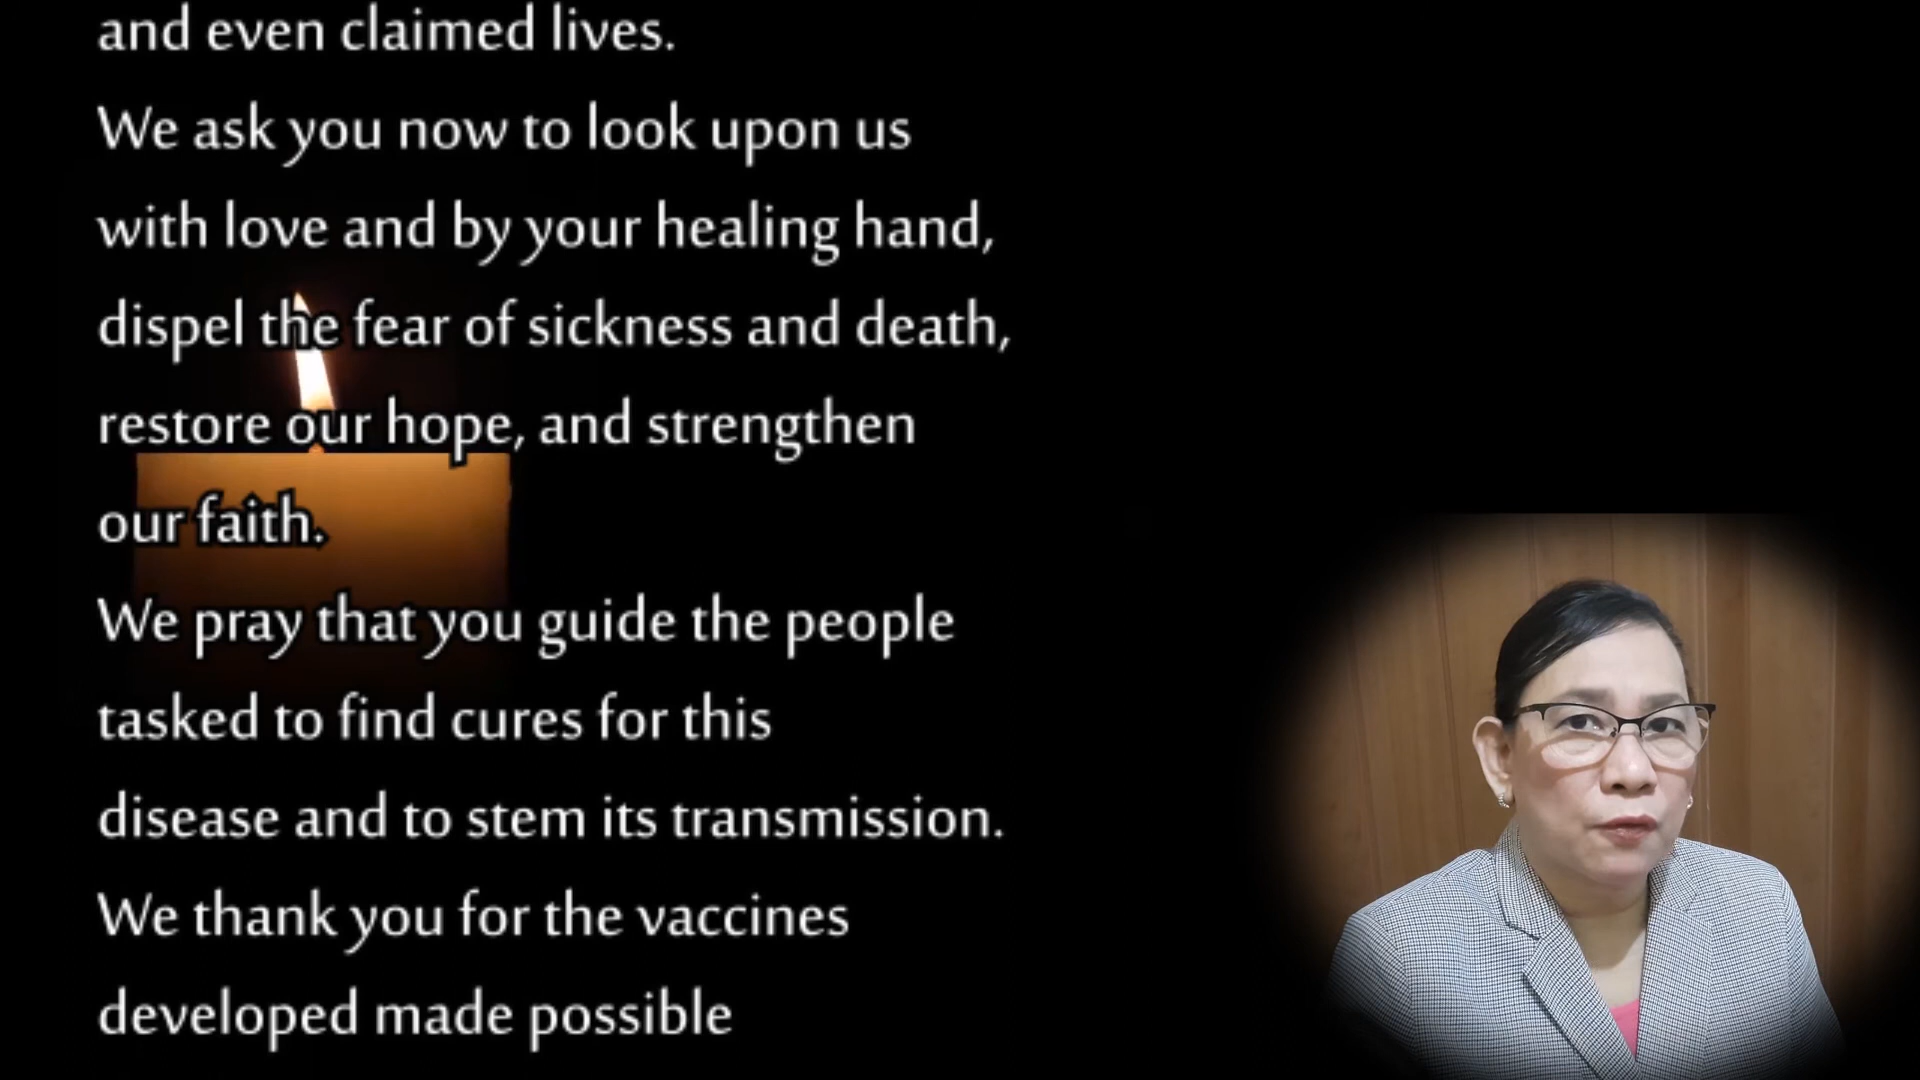 and even claimed lives.
We ask you now to look upon us
with love and by your healing hand,
dispel the fear of sickness and death,
restore our hope, and strengthen
our faith.
We pray that you guide the people
tasked to find cures for this
disease and to stem its transmission.
We thank you for the vaccines
developed made possible